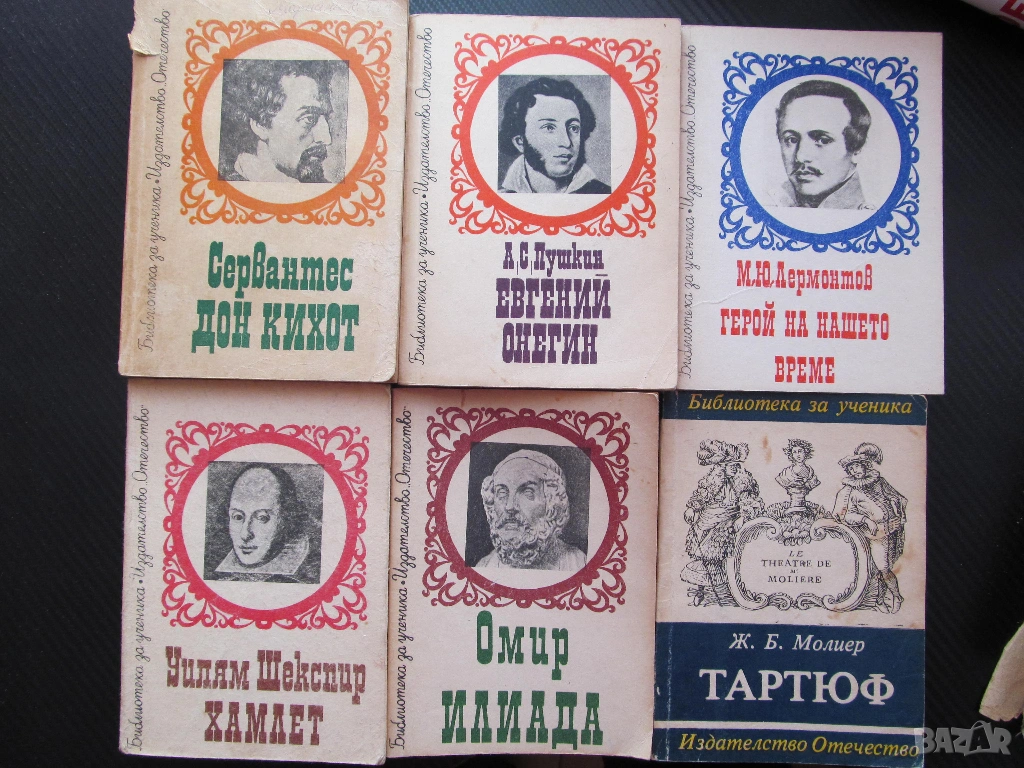 Библиотека за ученика • Издателство „Отечество“
Сервантес
ДОН КИХОТ
Библиотека за ученика • Издателство „Отечество“
А. С. Пушкин
ЕВГЕНИЙ
ОНЕГИН
Библиотека за ученика • Издателство „Отечество“
М. Ю. Лермонтов
ГЕРОЙ НА НАШЕТО
ВРЕМЕ
Библиотека за ученика • Издателство „Отечество“
Уилям Шекспир
ХАМЛЕТ
Библиотека за ученика • Издателство „Отечество“
Омир
ИЛИАДА
Библиотека за ученика
LE
THEATRE DE
Mr
MOLIERE
Ж. Б. Молиер
ТАРТЮФ
Издателство Отечество
BAZAR